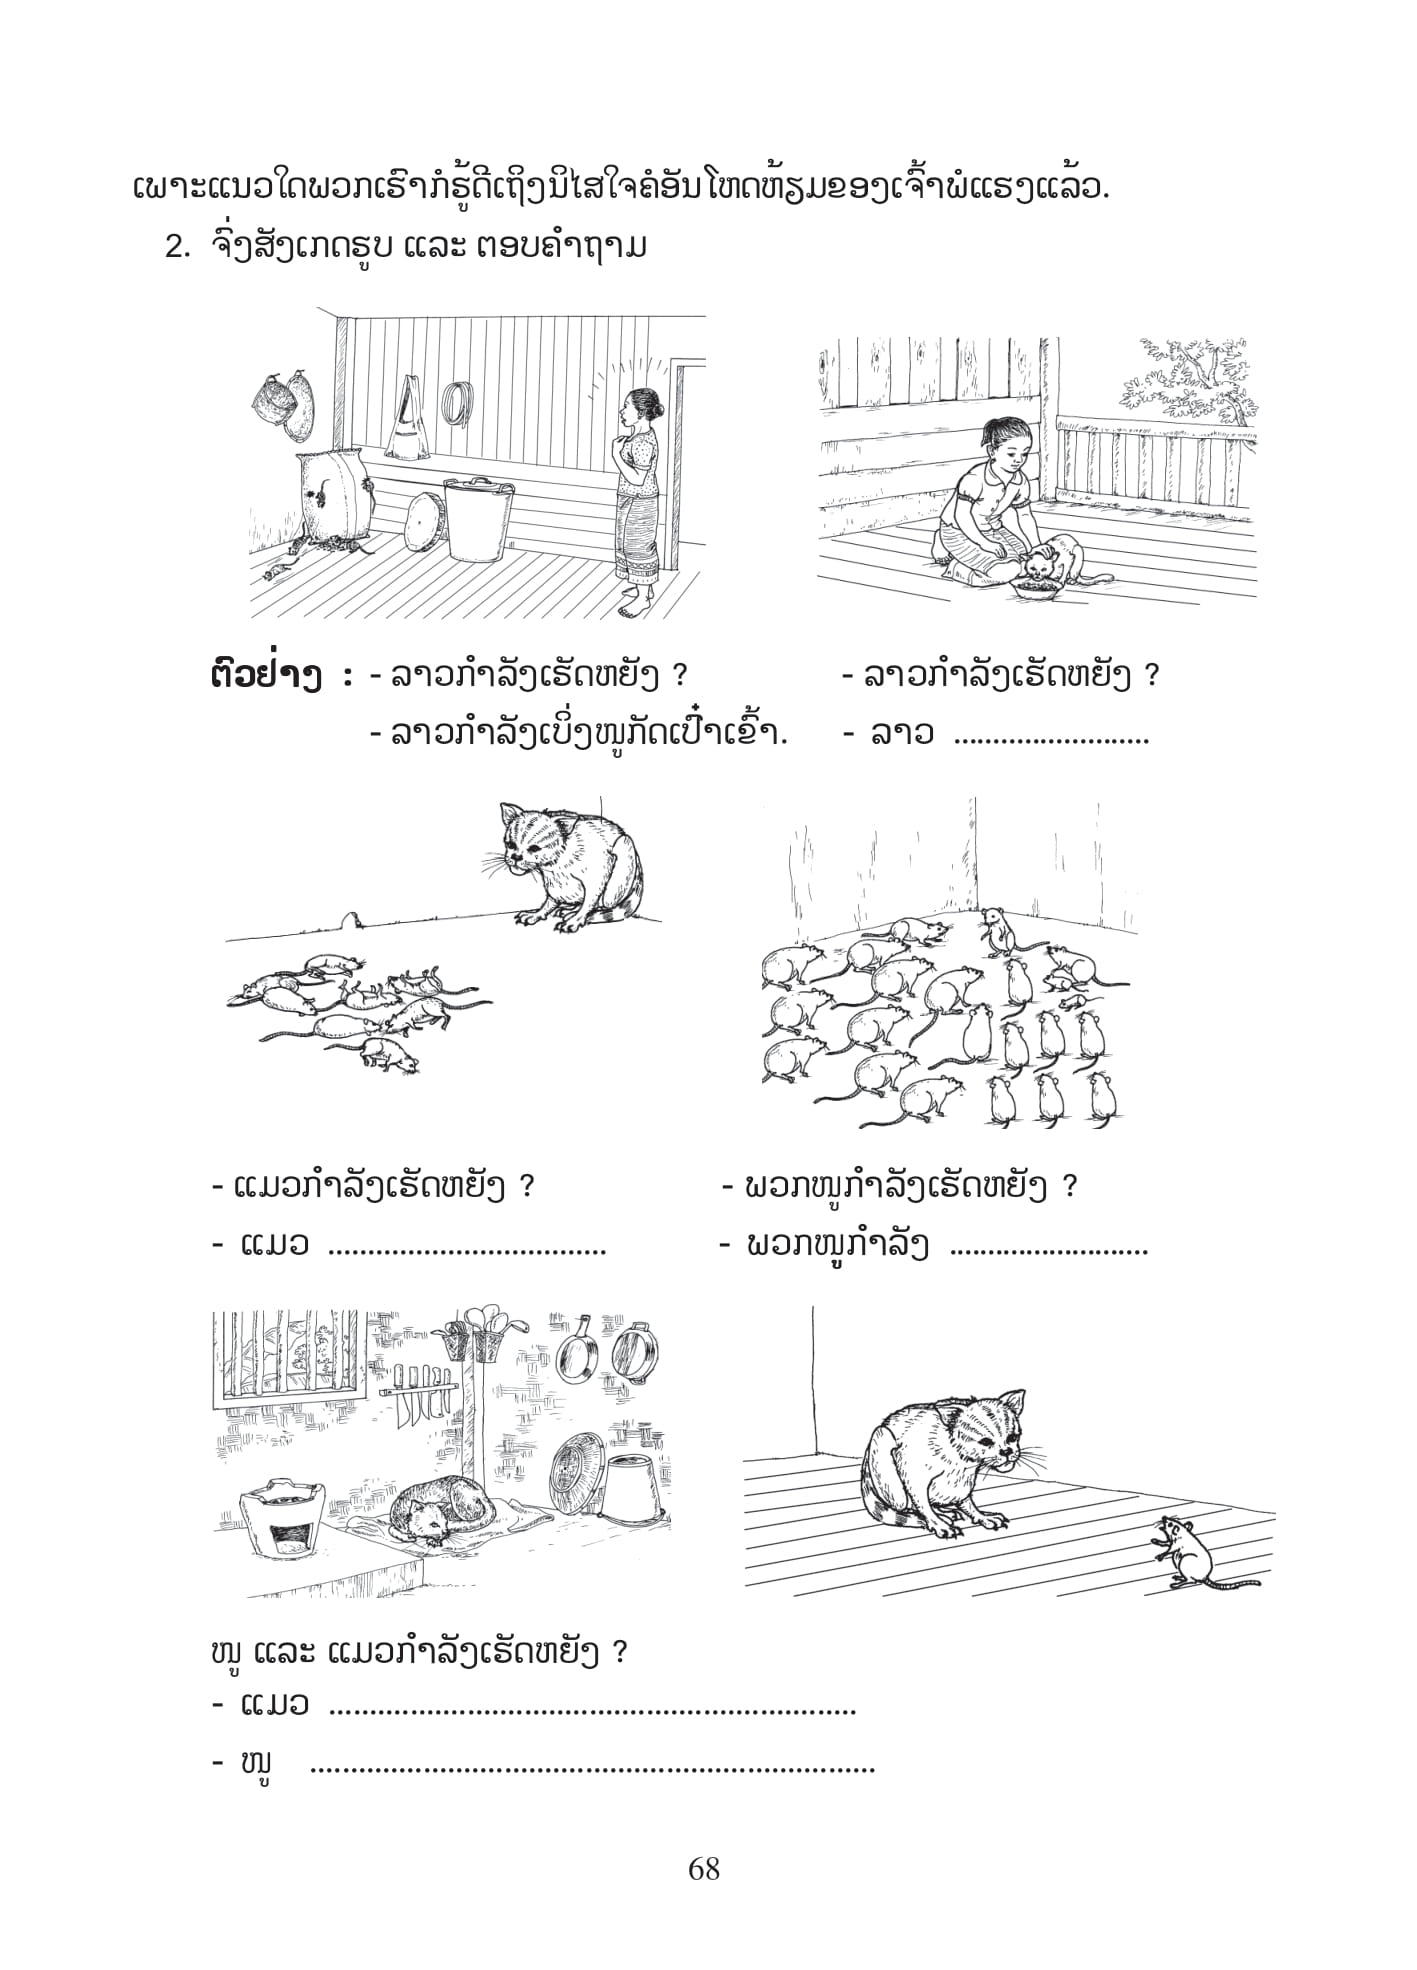 ເພາະແນວໃດພວກເຮົາກໍຮູ້ດີເຖິງນິໄສໃຈຄໍອັນໂຫດຫ້ຽມຂອງເຈົ້າພໍແຮງແລ້ວ.
2. ຈົ່ງສັງເກດຮູບ ແລະ ຕອບຄຳຖາມ
ຕົວຢ່າງ : - ລາວກຳລັງເຮັດຫຍັງ ? - ລາວກຳລັງເຮັດຫຍັງ ?
- ລາວກຳລັງເບິ່ງໜູກັດເປົ໋າເຂົ້າ. - ລາວ .........................
- ແມວກຳລັງເຮັດຫຍັງ ? - ພວກໜູກຳລັງເຮັດຫຍັງ ?
- ແມວ ................................... - ພວກໜູກຳລັງ .........................
ໜູ ແລະ ແມວກຳລັງເຮັດຫຍັງ ?
- ແມວ ..................................................................
- ໜູ .......................................................................
68